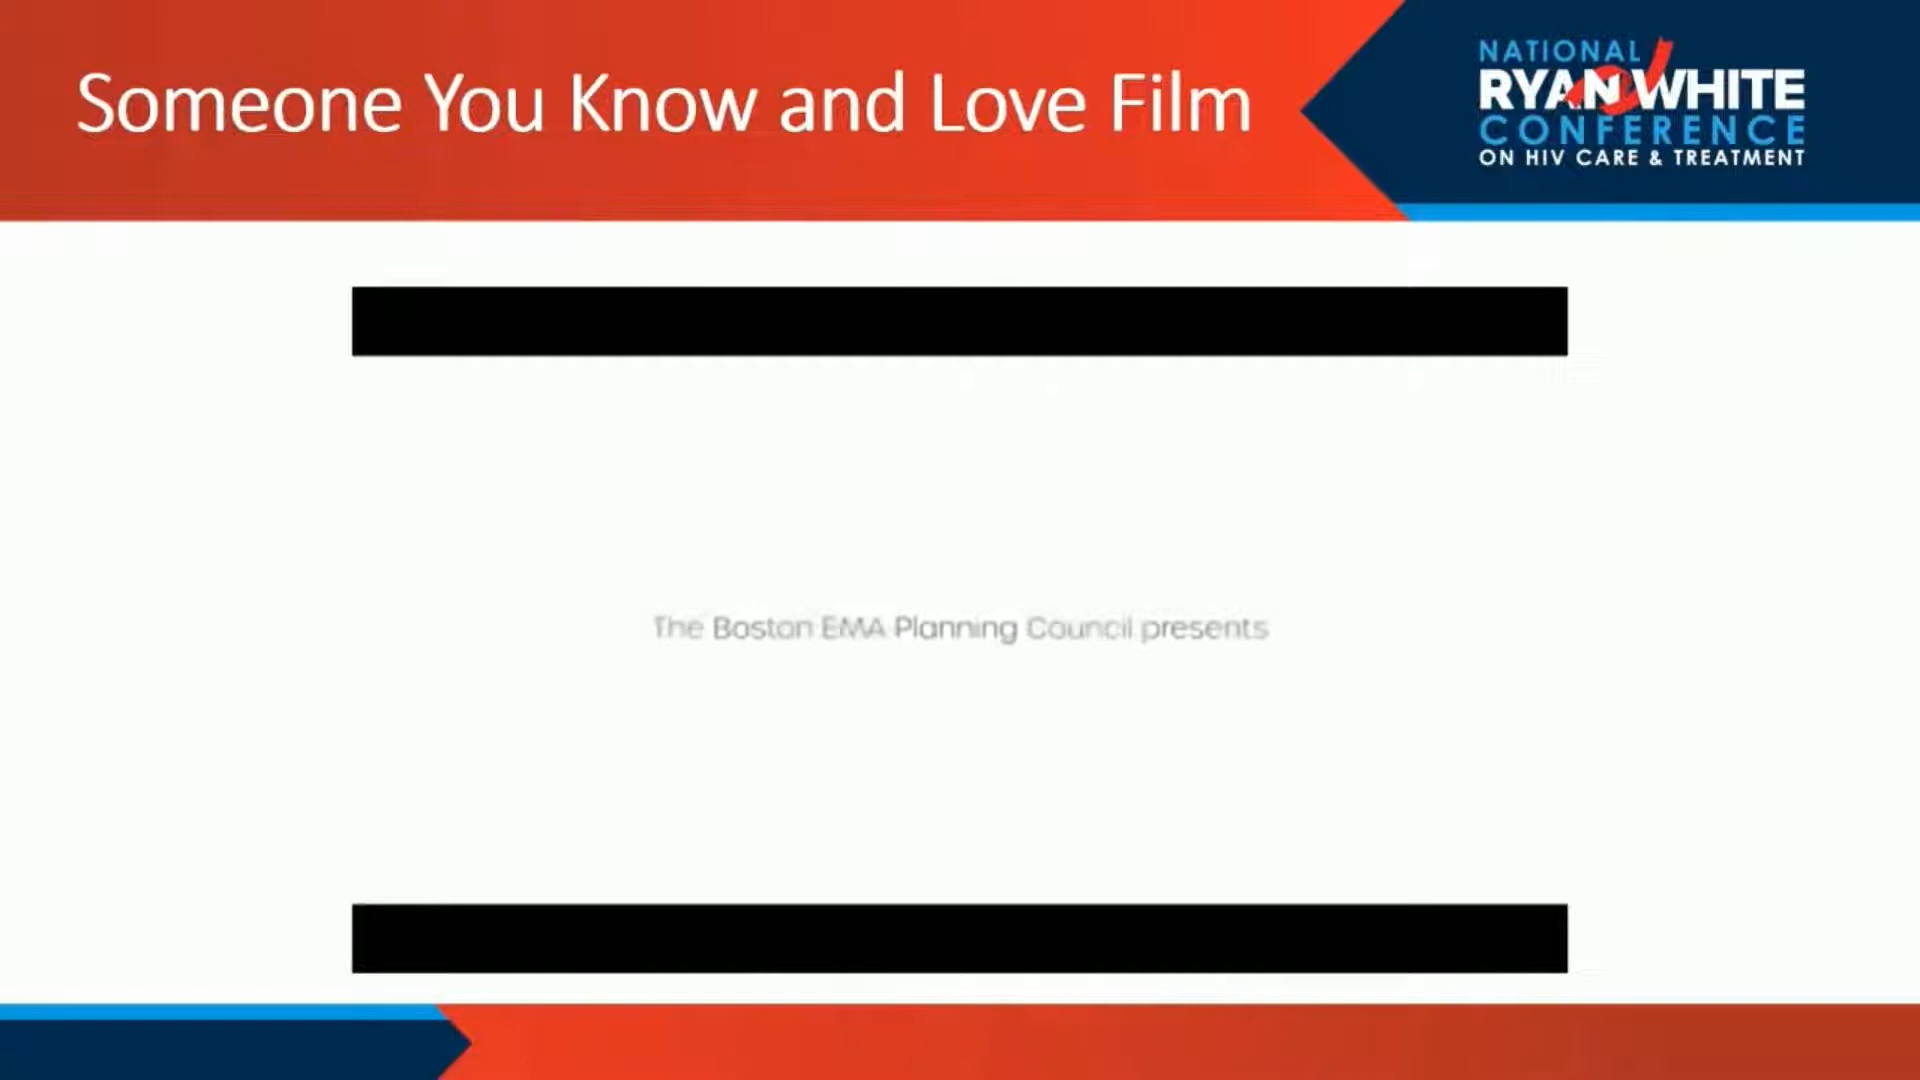 Someone You Know and Love Film
NATIONAL
RYAN WHITE
CONFERENCE
ON HIV CARE & TREATMENT
The Boston EMA Planning Council presents